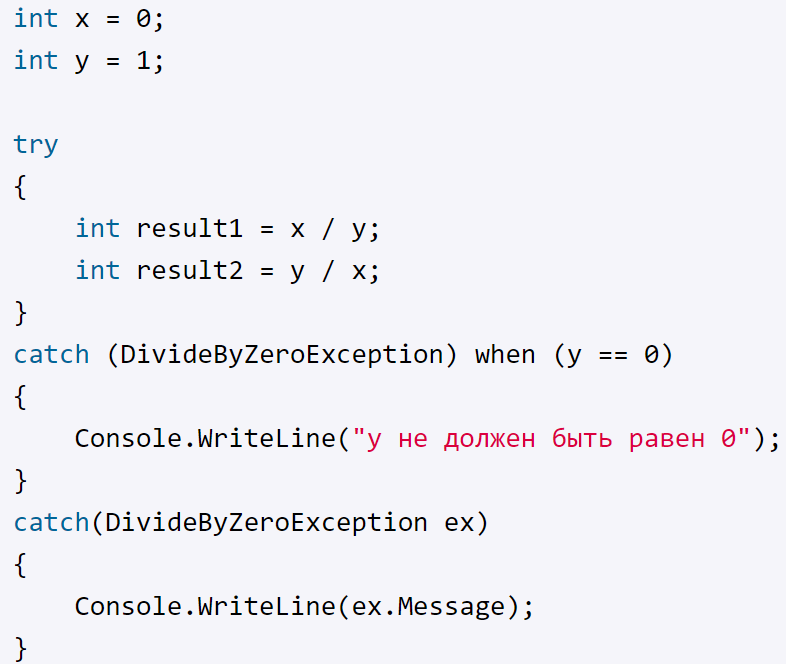 int x = 0;
int y = 1;

try
{
    int result1 = x / y;
    int result2 = y / x;
}
catch (DivideByZeroException) when (y == 0)
{
    Console.WriteLine("y не должен быть равен 0");
}
catch(DivideByZeroException ex)
{
    Console.WriteLine(ex.Message);
}